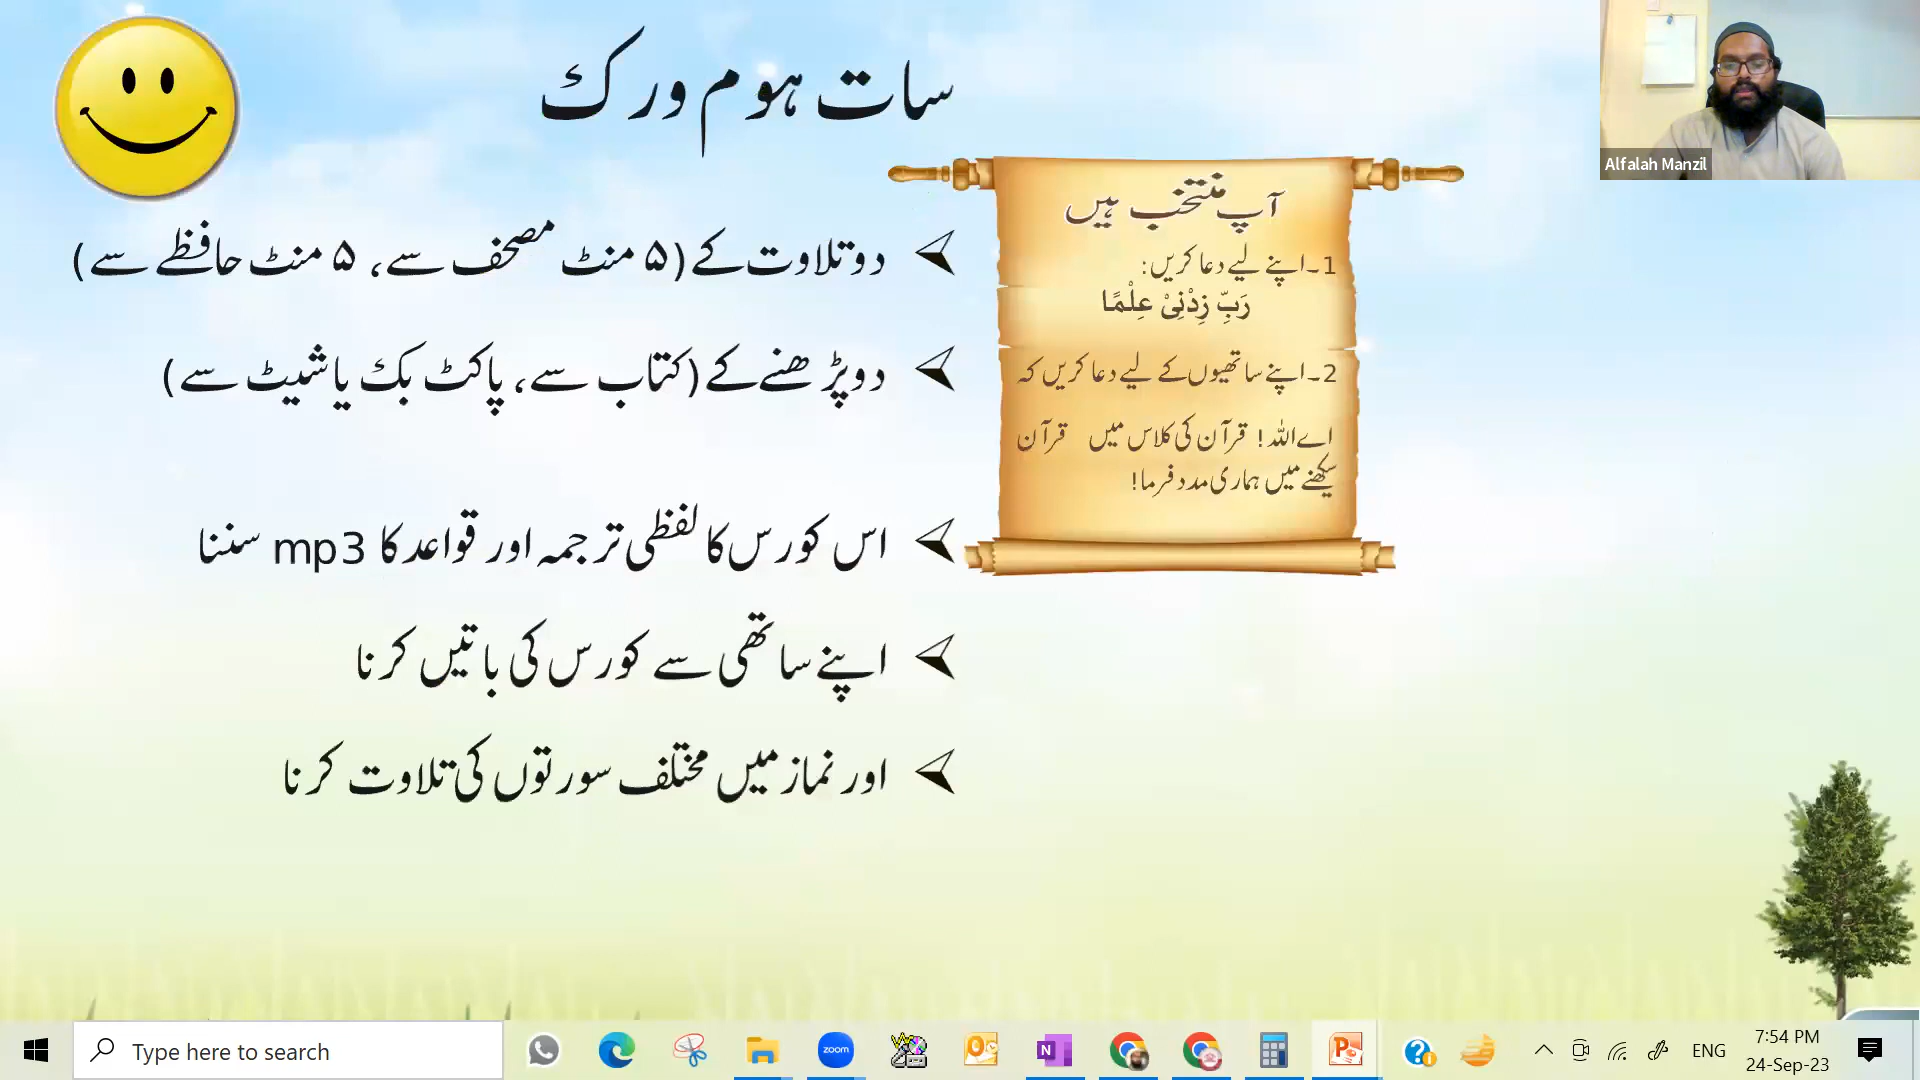 سات ہوم ورک
دو تلاوت کے (۵ منٹ مصحف سے، ۵ منٹ حافظے سے)
دو پڑھنے کے (کتاب سے، پاکٹ بک یا شیٹ سے)
اس کورس کا لفظی ترجمہ اور قواعد کا mp3 سننا
اپنے ساتھی سے کورس کی باتیں کرنا
اور نماز میں مختلف سورتوں کی تلاوت کرنا
آپ منتخب ہیں
1۔اپنے لیے دعا کریں:
رَبِّ زِدْنِیْ عِلْمًا
2۔اپنے ساتھیوں کے لیے دعا کریں کہ
اے اللہ! قرآن کی کلاس میں قرآن
سیکھنے میں ہماری مدد فرما!
Alfalah Manzil
Type here to search
zoom
ENG
7:54 PM
24-Sep-23